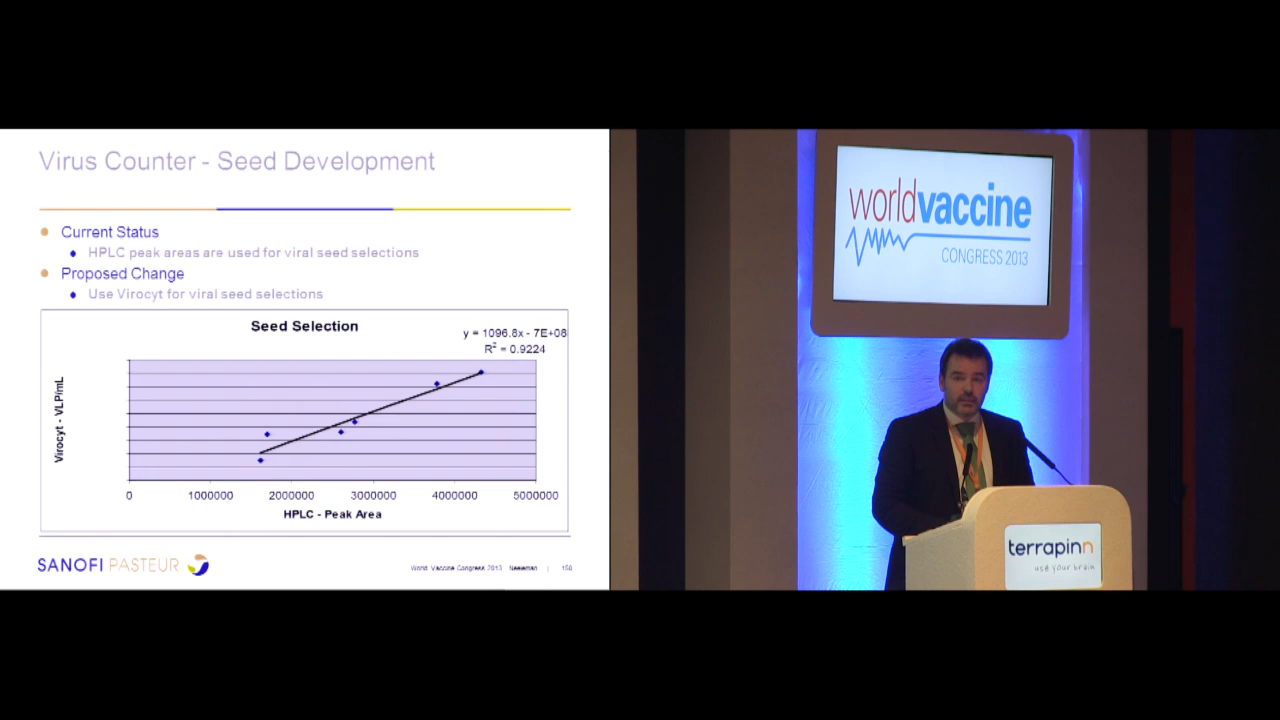 Virus Counter - Seed Development
Current Status
HPLC peak areas are used for viral seed selections
Proposed Change
Use Virocyt for viral seed selections
Seed Selection
y = 1096.8x - 7E+08
R² = 0.9224
Virocyt - VLP/mL
0 1000000 2000000 3000000 4000000 5000000
HPLC - Peak Area
SANOFI PASTEUR
World Vaccine Congress 2013
| 150
worldvaccine
CONGRESS 2013
terrapinn
use your brain